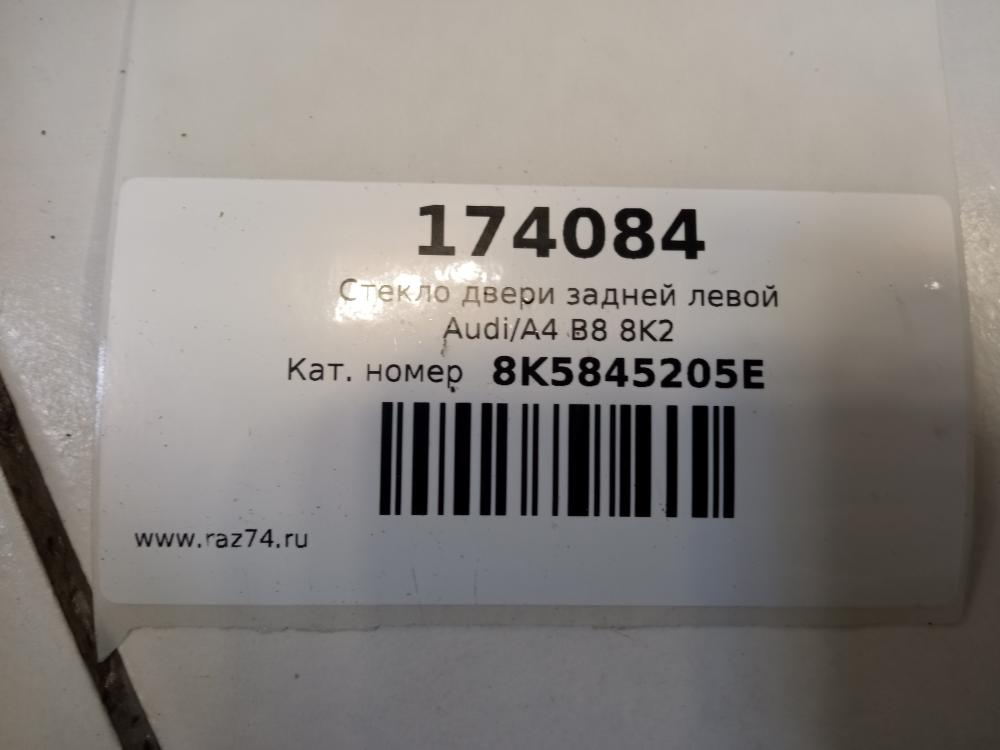 174084
Стекло двери задней левой
Audi/A4 B8 8K2
Кат. номер 8K5845205E
www.raz74.ru